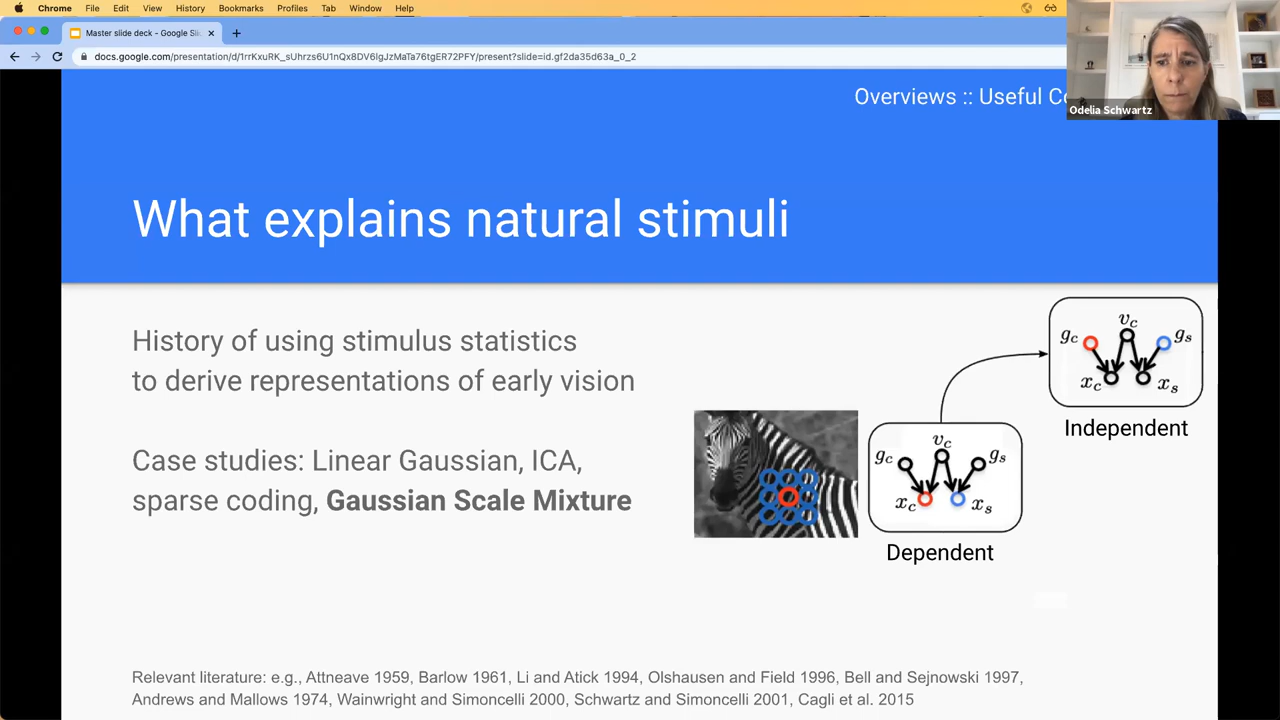 Chrome File Edit View History Bookmarks Profiles Tab Window Help
Master slide deck - Google Sli
docs.google.com/presentation/d/1rrKxuRK_sUhrzs6U1nQx8DV6lgJzMaTa76tgER72PFY/present?slide=id.gf2da35d63a_0_2
Odelia Schwartz
Overviews :: Useful
What explains natural stimuli
History of using stimulus statistics
to derive representations of early vision
Case studies: Linear Gaussian, ICA,
sparse coding, Gaussian Scale Mixture
g_c v_c g_s
x_c x_s
Independent
g_c v_c g_s
x_c x_s
Dependent
Relevant literature: e.g., Attneave 1959, Barlow 1961, Li and Atick 1994, Olshausen and Field 1996, Bell and Sejnowski 1997,
Andrews and Mallows 1974, Wainwright and Simoncelli 2000, Schwartz and Simoncelli 2001, Cagli et al. 2015